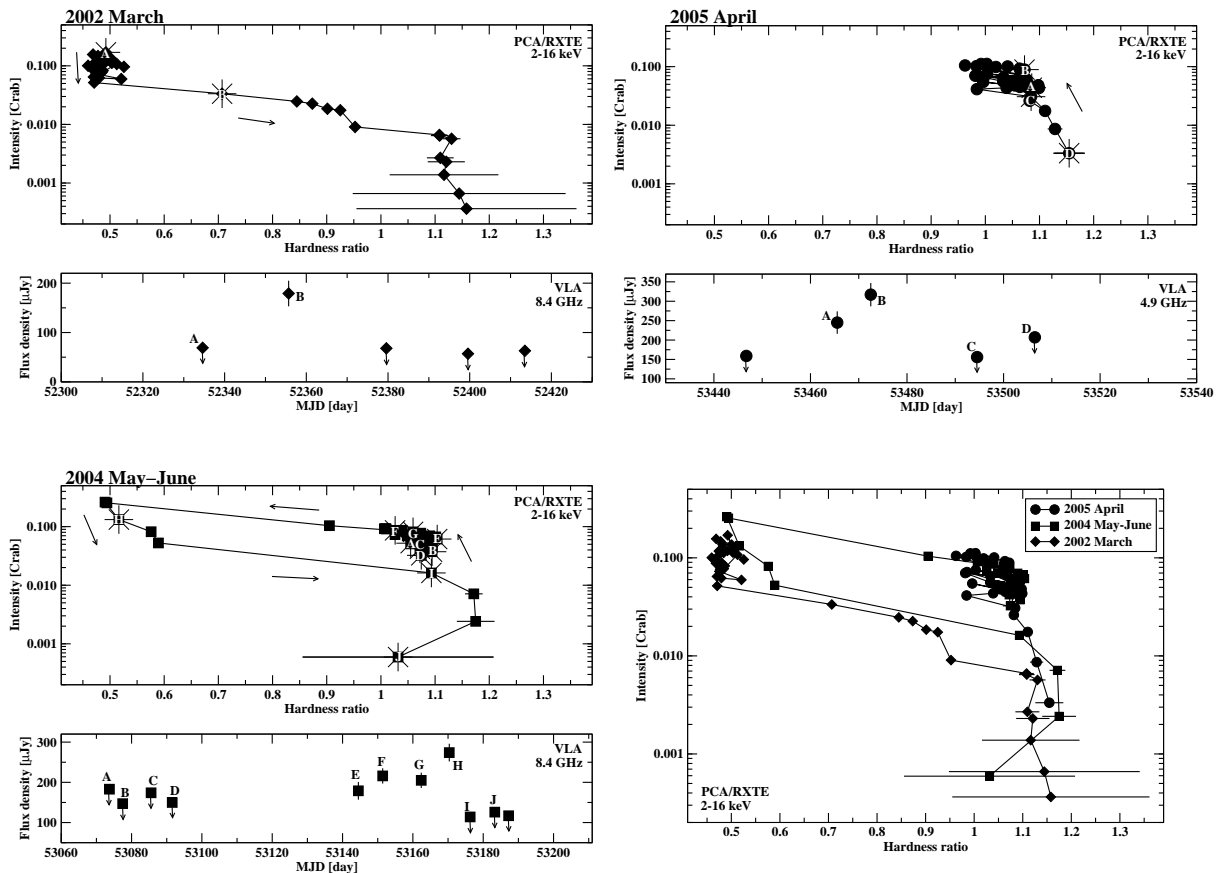 2002 March
PCA/RXTE
2-16 keV
Intensity [Crab]
0.100
0.010
0.001
A
B
0.5 0.6 0.7 0.8 0.9 1 1.1 1.2 1.3
Hardness ratio
VLA
8.4 GHz
Flux density [μJy]
200
100
0
A
B
52300 52320 52340 52360 52380 52400 52420
MJD [day]
2005 April
PCA/RXTE
2-16 keV
Intensity [Crab]
0.100
0.010
0.001
B
A
C
D
0.5 0.6 0.7 0.8 0.9 1 1.1 1.2 1.3
Hardness ratio
VLA
4.9 GHz
Flux density [μJy]
350
300
250
200
150
100
A
B
C
D
53440 53460 53480 53500 53520 53540
MJD [day]
2004 May-June
PCA/RXTE
2-16 keV
Intensity [Crab]
0.100
0.010
0.001
H
F
G
E
A
C
B
D
I
J
0.5 0.6 0.7 0.8 0.9 1 1.1 1.2 1.3
Hardness ratio
VLA
8.4 GHz
Flux density [μJy]
300
200
100
A
B
C
D
E
F
G
H
I
J
53060 53080 53100 53120 53140 53160 53180 53200
MJD [day]
2005 April
2004 May-June
2002 March
Intensity [Crab]
0.100
0.010
0.001
PCA/RXTE
2-16 keV
0.5 0.6 0.7 0.8 0.9 1 1.1 1.2 1.3
Hardness ratio